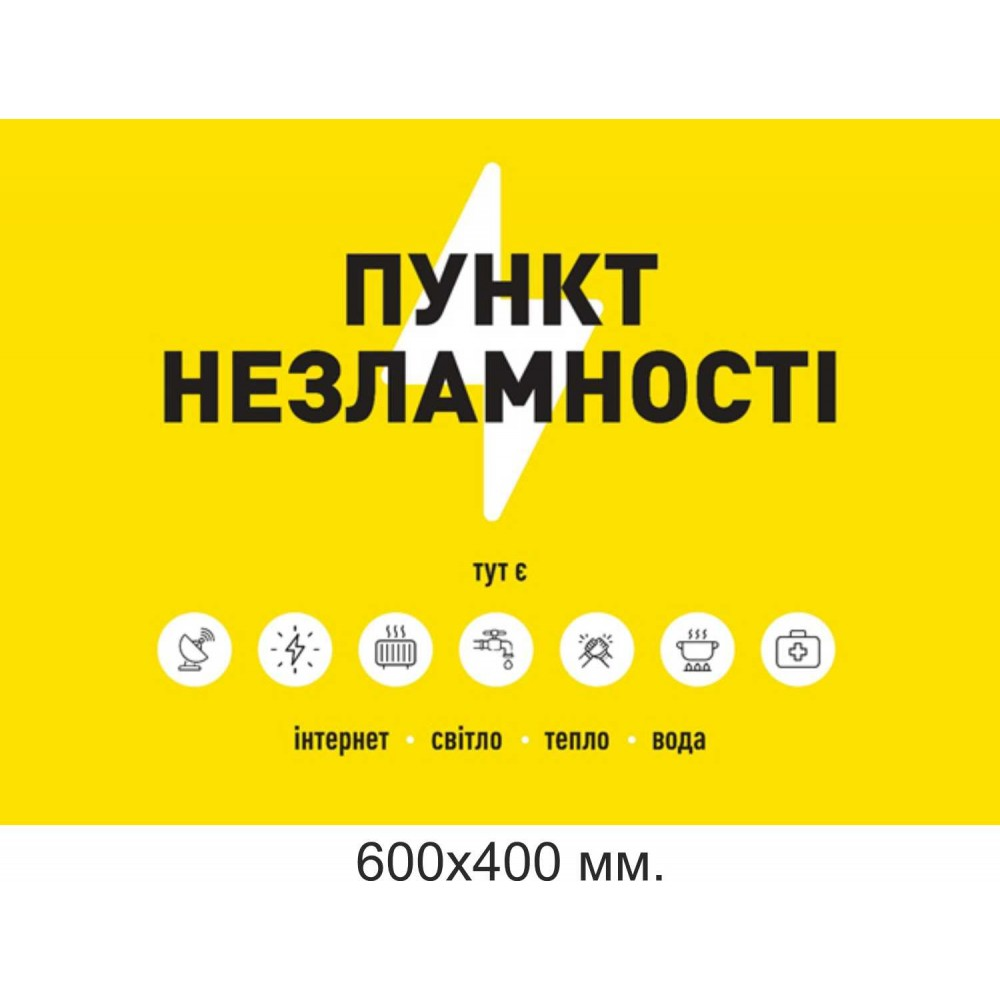 ПУНКТ
НЕЗЛАМНОСТІ
тут є
інтернет • світло • тепло • вода
600x400 мм.